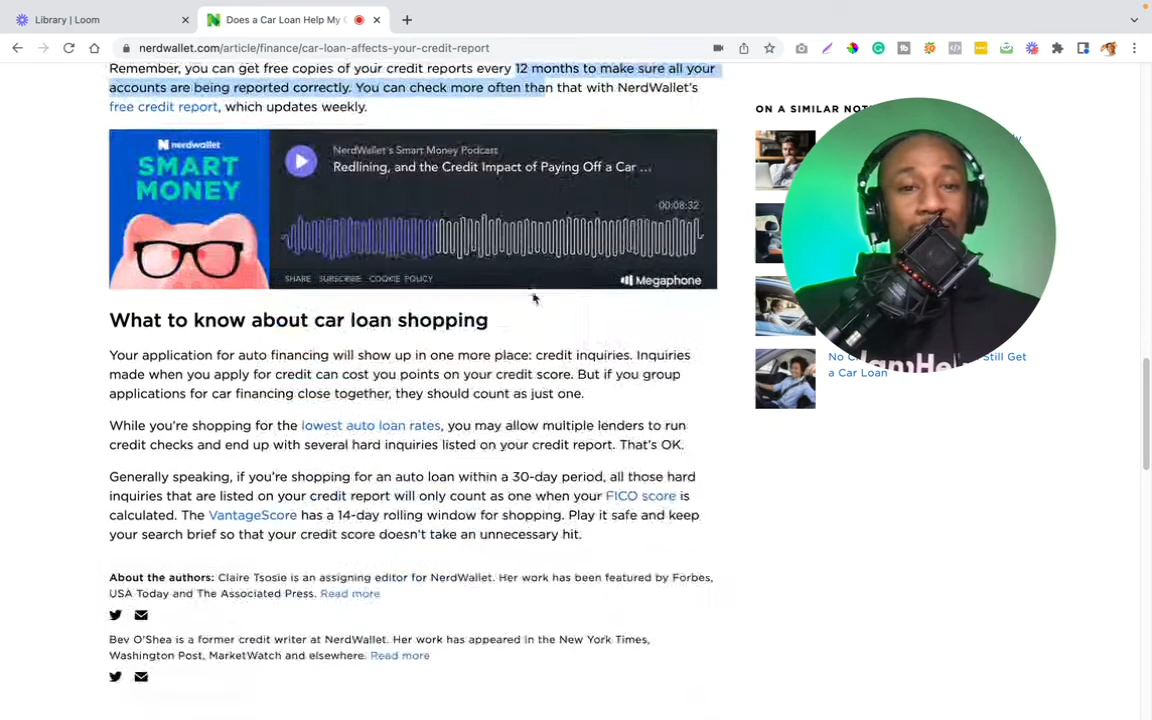 Library | Loom
Does a Car Loan Help My C
nerdwallet.com/article/finance/car-loan-affects-your-credit-report
Remember, you can get free copies of your credit reports every 12 months to make sure all your
accounts are being reported correctly. You can check more often than that with NerdWallet's
free credit report, which updates weekly.
ON A SIMILAR NOTE
nerdwallet
SMART
MONEY
NerdWallet's Smart Money Podcast
Redlining, and the Credit Impact of Paying Off a Car ...
00:08:32
SHARE SUBSCRIBE COOKIE POLICY
Megaphone
Still Get
a Car Loan
What to know about car loan shopping
Your application for auto financing will show up in one more place: credit inquiries. Inquiries
made when you apply for credit can cost you points on your credit score. But if you group
applications for car financing close together, they should count as just one.
While you're shopping for the lowest auto loan rates, you may allow multiple lenders to run
credit checks and end up with several hard inquiries listed on your credit report. That's OK.
Generally speaking, if you're shopping for an auto loan within a 30-day period, all those hard
inquiries that are listed on your credit report will only count as one when your FICO score is
calculated. The VantageScore has a 14-day rolling window for shopping. Play it safe and keep
your search brief so that your credit score doesn't take an unnecessary hit.
About the authors: Claire Tsosie is an assigning editor for NerdWallet. Her work has been featured by Forbes,
USA Today and The Associated Press. Read more
Bev O'Shea is a former credit writer at NerdWallet. Her work has appeared in the New York Times,
Washington Post, MarketWatch and elsewhere. Read more